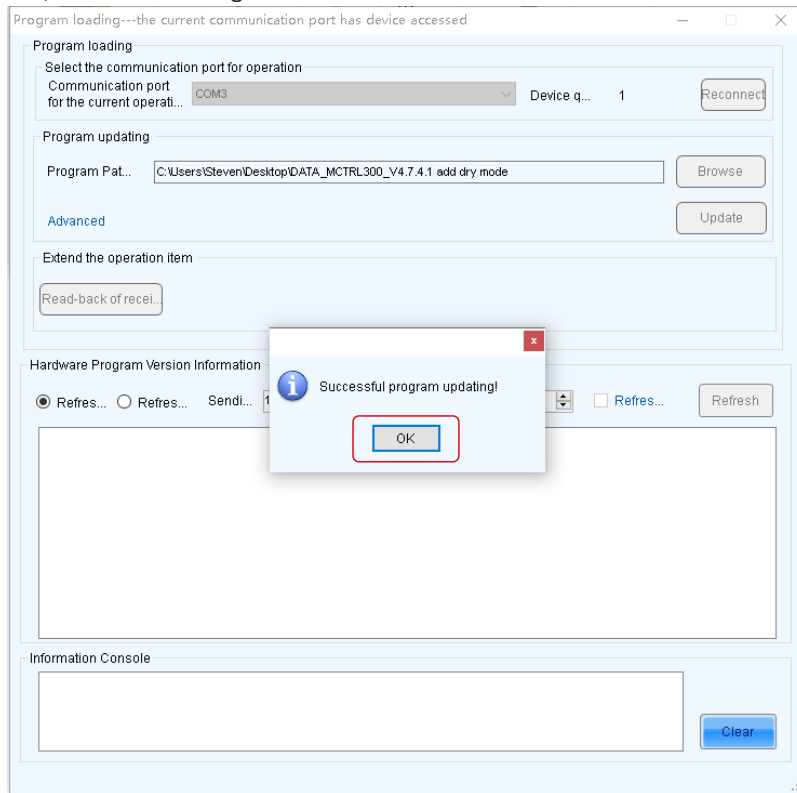 Program loading---the current communication port has device accessed
Program loading
Select the communication port for operation
Communication port
for the current operati...
COM3
Device q... 1
Reconnect
Program updating
Program Pat... C:\Users\Steven\Desktop\DATA_MCTRL300_V4.7.4.1 add dry mode
Browse
Advanced
Update
Extend the operation item
Read-back of recei...
x
Hardware Program Version Information
Successful program updating!
Refres... Refres... Sendi... 1 Refres... Refresh
OK
Information Console
Clear